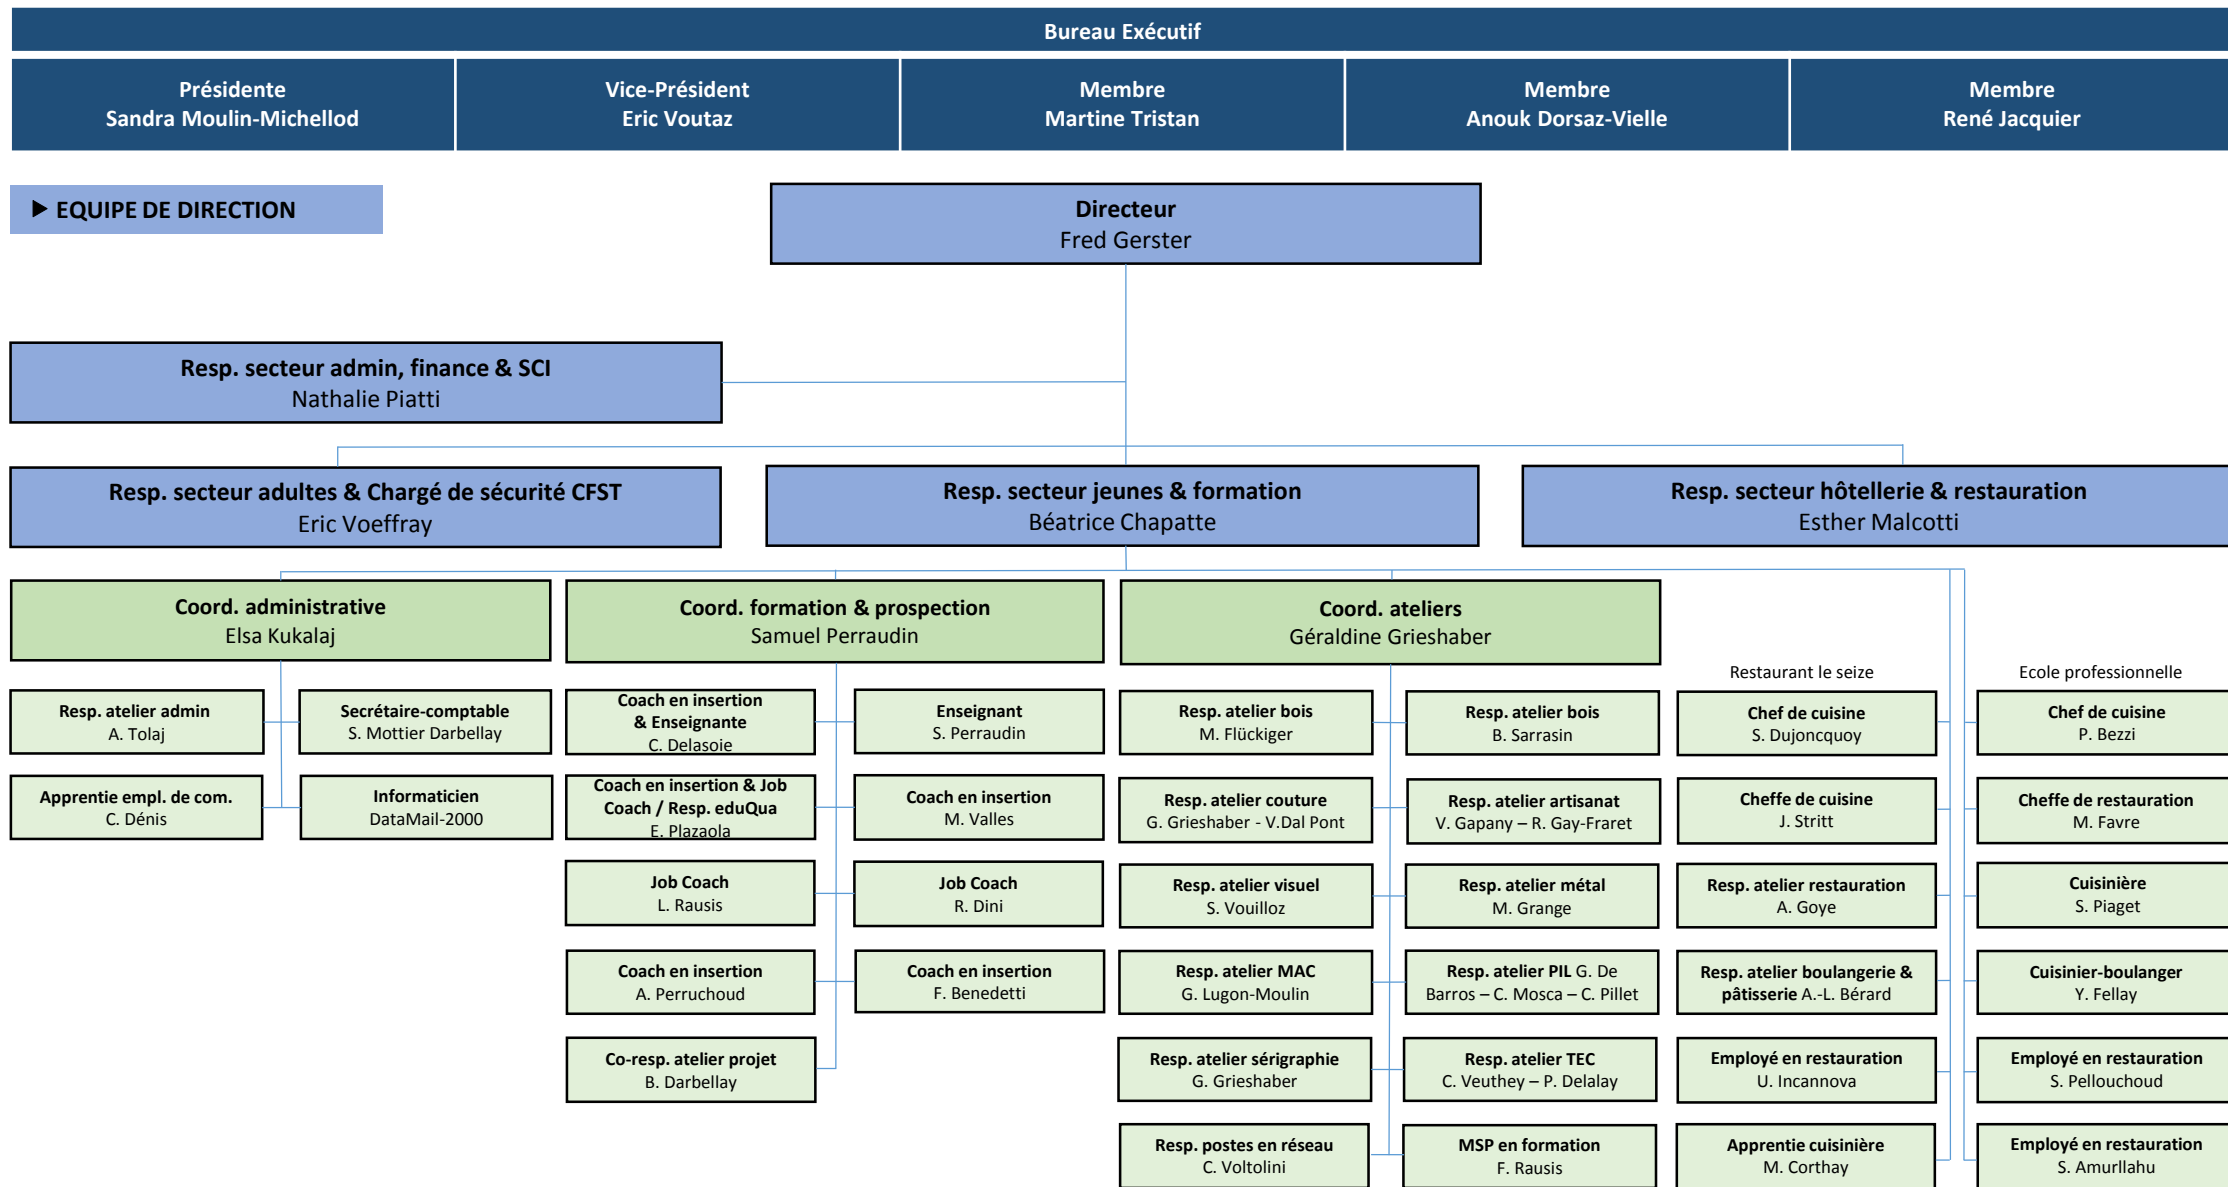 Bureau Exécutif
Présidente
Sandra Moulin-Michellod
Vice-Président
Eric Voutaz
Membre
Martine Tristan
Membre
Anouk Dorsaz-Vielle
Membre
René Jacquier
► EQUIPE DE DIRECTION
Directeur
Fred Gerster
Resp. secteur admin, finance & SCI
Nathalie Piatti
Resp. secteur adultes & Chargé de sécurité CFST
Eric Voeffray
Resp. secteur jeunes & formation
Béatrice Chapatte
Resp. secteur hôtellerie & restauration
Esther Malcotti
Coord. administrative
Elsa Kukalaj
Coord. formation & prospection
Samuel Perraudin
Coord. ateliers
Géraldine Grieshaber
Resp. atelier admin
A. Tolaj
Secrétaire-comptable
S. Mottier Darbellay
Apprentie empl. de com.
C. Dénis
Informaticien
DataMail-2000
Coach en insertion
& Enseignante
C. Delasoie
Enseignant
S. Perraudin
Coach en insertion & Job
Coach / Resp. eduQua
E. Plazaola
Coach en insertion
M. Valles
Job Coach
L. Rausis
Job Coach
R. Dini
Coach en insertion
A. Perruchoud
Coach en insertion
F. Benedetti
Co-resp. atelier projet
B. Darbellay
Resp. atelier bois
M. Flückiger
Resp. atelier bois
B. Sarrasin
Resp. atelier couture
G. Grieshaber - V.Dal Pont
Resp. atelier artisanat
V. Gapany – R. Gay-Fraret
Resp. atelier visuel
S. Vouilloz
Resp. atelier métal
M. Grange
Resp. atelier MAC
G. Lugon-Moulin
Resp. atelier PIL G. De
Barros – C. Mosca – C. Pillet
Resp. atelier sérigraphie
G. Grieshaber
Resp. atelier TEC
C. Veuthey – P. Delalay
Resp. postes en réseau
C. Voltolini
MSP en formation
F. Rausis
Restaurant le seize
Chef de cuisine
S. Dujoncquoy
Cheffe de cuisine
J. Stritt
Resp. atelier restauration
A. Goye
Resp. atelier boulangerie &
pâtisserie A.-L. Bérard
Employé en restauration
U. Incannova
Apprentie cuisinière
M. Corthay
Ecole professionnelle
Chef de cuisine
P. Bezzi
Cheffe de restauration
M. Favre
Cuisinière
S. Piaget
Cuisinier-boulanger
Y. Fellay
Employé en restauration
S. Pellouchoud
Employé en restauration
S. Amurllahu